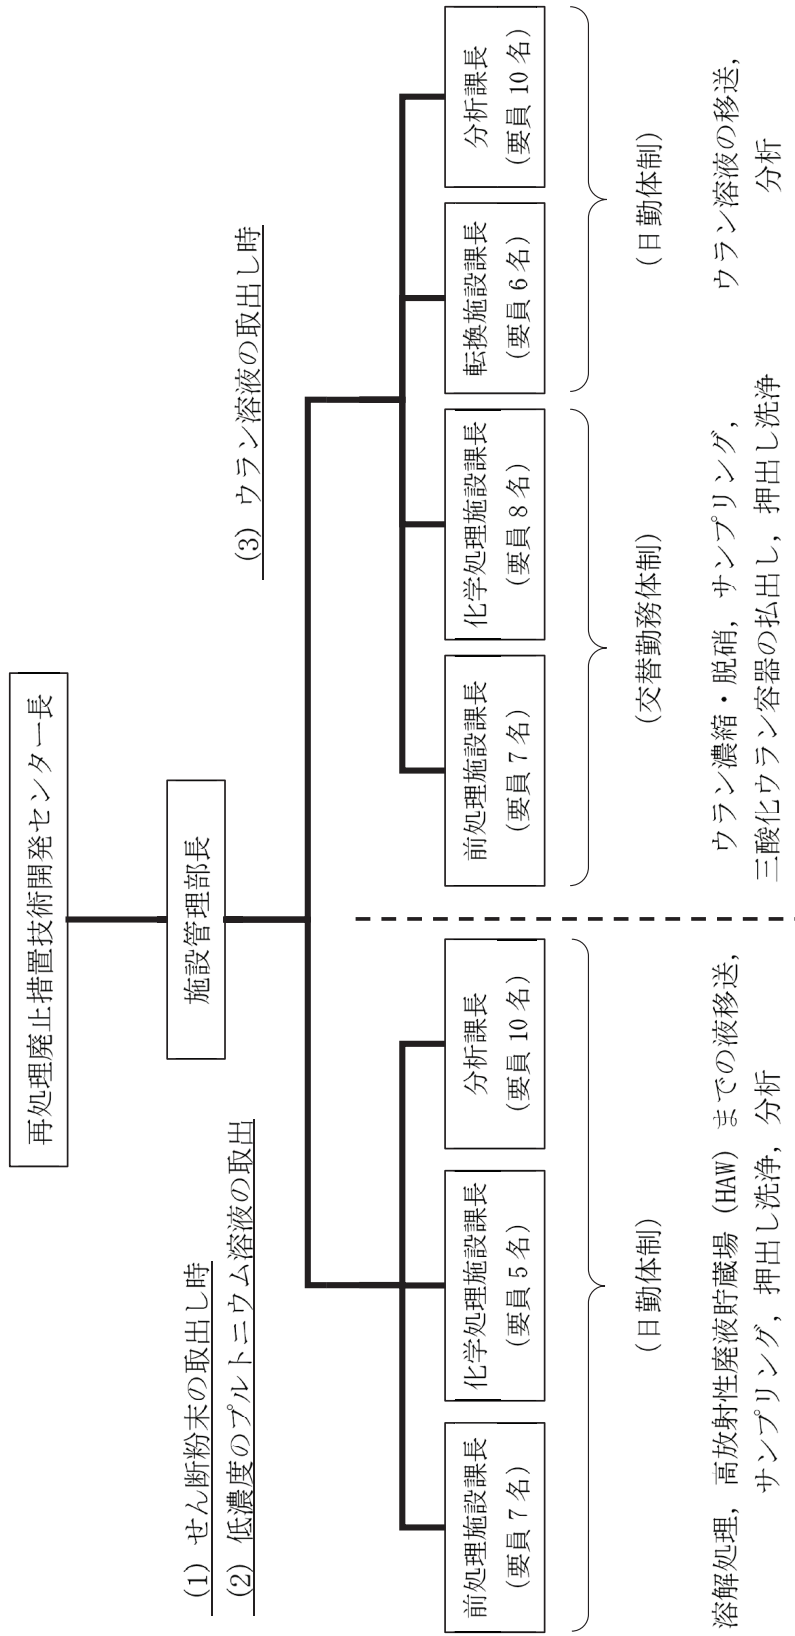 再処理廃止措置技術開発センター長
施設管理部長
(1) せん断粉末の取出し時
(2) 低濃度のプルトニウム溶液の取出
(3) ウラン溶液の取出し時
前処理施設課長
(要員 7 名)
化学処理施設課長
(要員 5 名)
分析課長
(要員 10 名)
前処理施設課長
(要員 7 名)
化学処理施設課長
(要員 8 名)
転換施設課長
(要員 6 名)
分析課長
(要員 10 名)
(日勤体制)
(交替勤務体制)
(日勤体制)
溶解処理，高放射性廃液貯蔵場（HAW）までの液移送，
サンプリング，押出し洗浄，分析
ウラン濃縮・脱硝，サンプリング，
三酸化ウラン容器の払出し，押出し洗浄
ウラン溶液の移送，
分析